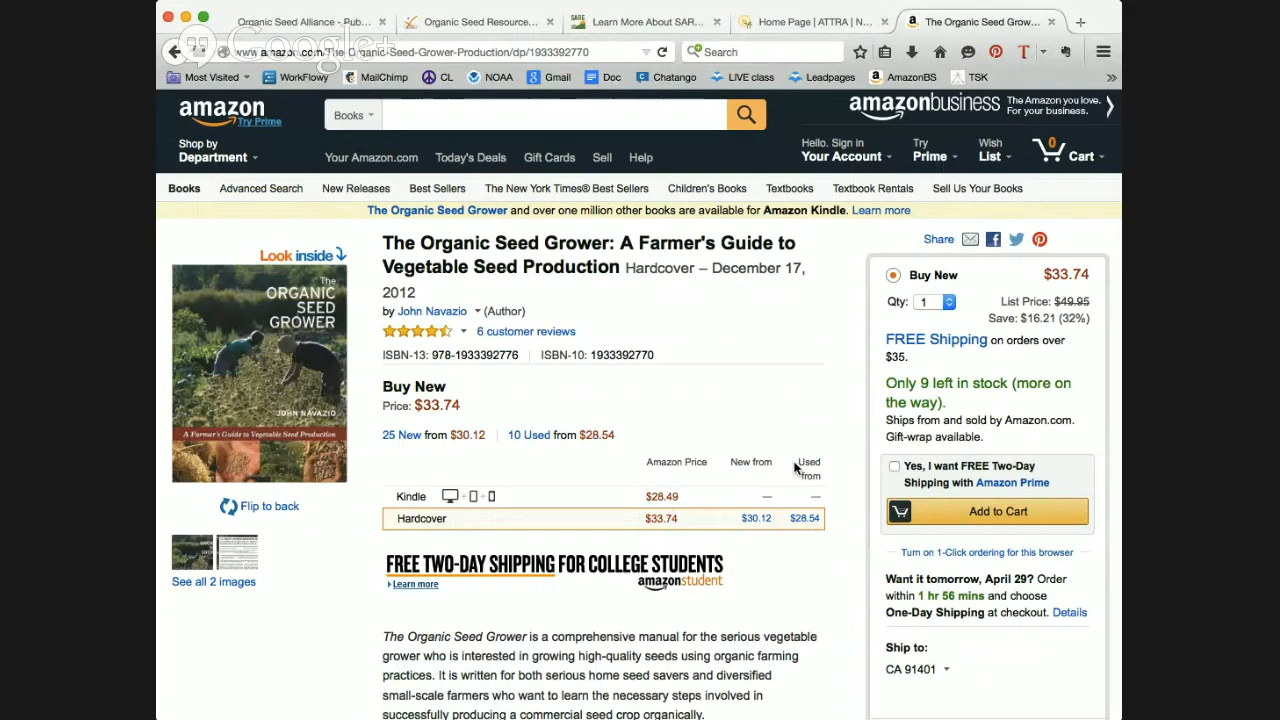 Organic Seed Alliance - Pub...
Organic Seed Resource...
Learn More About SAR...
Home Page | ATTRA | N...
The Organic Seed Grow...
Google+
www.amazon.com/The-Organic-Seed-Grower-Production/dp/1933392770
Search
Most Visited
WorkFlowy
MailChimp
CL
NOAA
Gmail
Doc
Chatango
LIVE class
Leadpages
AmazonBS
TSK
amazon
Try Prime
Books
amazonbusiness
The Amazon you love.
For your business.
Shop by
Department
Your Amazon.com
Today's Deals
Gift Cards
Sell
Help
Hello. Sign in
Your Account
Try
Prime
Wish
List
0
Cart
Books
Advanced Search
New Releases
Best Sellers
The New York Times® Best Sellers
Children's Books
Textbooks
Textbook Rentals
Sell Us Your Books
The Organic Seed Grower and over one million other books are available for Amazon Kindle. Learn more
Look inside
The
ORGANIC
SEED
GROWER
JOHN NAVAZIO
A Farmer's Guide to Vegetable Seed Production
Flip to back
See all 2 images
The Organic Seed Grower: A Farmer's Guide to
Vegetable Seed Production Hardcover – December 17,
2012
by John Navazio (Author)
6 customer reviews
ISBN-13: 978-1933392776
ISBN-10: 1933392770
Buy New
Price: $33.74
25 New from $30.12
10 Used from $28.54
Amazon Price
New from
Used
from
Kindle
$28.49
—
—
Hardcover
$33.74
$30.12
$28.54
FREE TWO-DAY SHIPPING FOR COLLEGE STUDENTS
Learn more
amazonstudent
The Organic Seed Grower is a comprehensive manual for the serious vegetable
grower who is interested in growing high-quality seeds using organic farming
practices. It is written for both serious home seed savers and diversified
small-scale farmers who want to learn the necessary steps involved in
successfully producing a commercial seed crop organically.
Share
Buy New
$33.74
Qty: 1
List Price: $49.95
Save: $16.21 (32%)
FREE Shipping on orders over
$35.
Only 9 left in stock (more on
the way).
Ships from and sold by Amazon.com.
Gift-wrap available.
Yes, I want FREE Two-Day
Shipping with Amazon Prime
Add to Cart
Turn on 1-Click ordering for this browser
Want it tomorrow, April 29? Order
within 1 hr 56 mins and choose
One-Day Shipping at checkout. Details
Ship to:
CA 91401